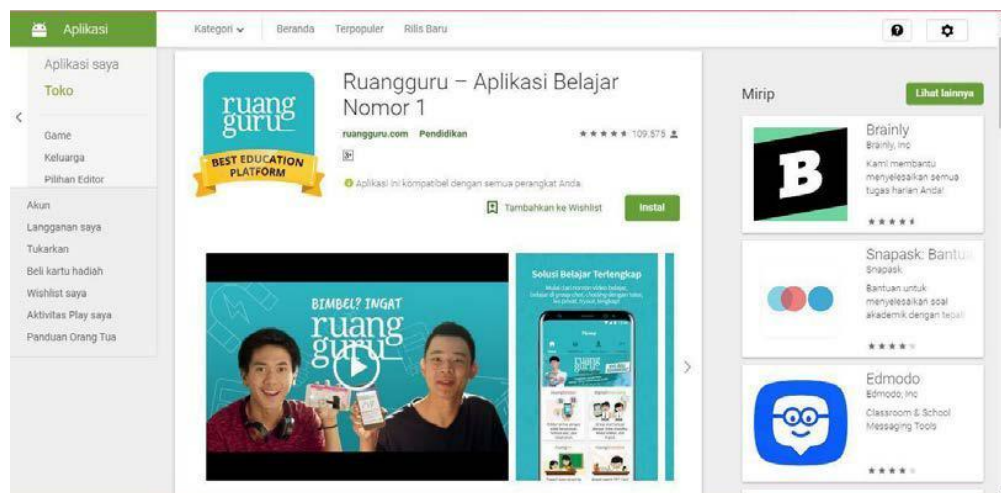 Aplikasi
Kategori
Beranda
Terpopuler
Rilis Baru
Aplikasi saya
Toko
Game
Keluarga
Pilihan Editor
Akun
Langganan saya
Tukarkan
Beli kartu hadiah
Wishlist saya
Aktivitas Play saya
Panduan Orang Tua
ruang
guru
BEST EDUCATION
PLATFORM
Ruangguru – Aplikasi Belajar
Nomor 1
ruangguru.com Pendidikan
109.575
3+
Aplikasi ini kompatibel dengan semua perangkat Anda.
Tambahkan ke Wishlist
Instal
BIMBEL? INGAT
ruang
guru
Solusi Belajar Terlengkap
Mirip
Lihat lainnya
B
Brainly
Brainly, Inc
Kami membantu
menyelesaikan semua
tugas harian Anda!
Snapask: Bantua
Snapask
Bantuan untuk
menyelesaikan soal
akademik dengan tepat
Edmodo
Edmodo, Inc
Classroom & School
Messaging Tools